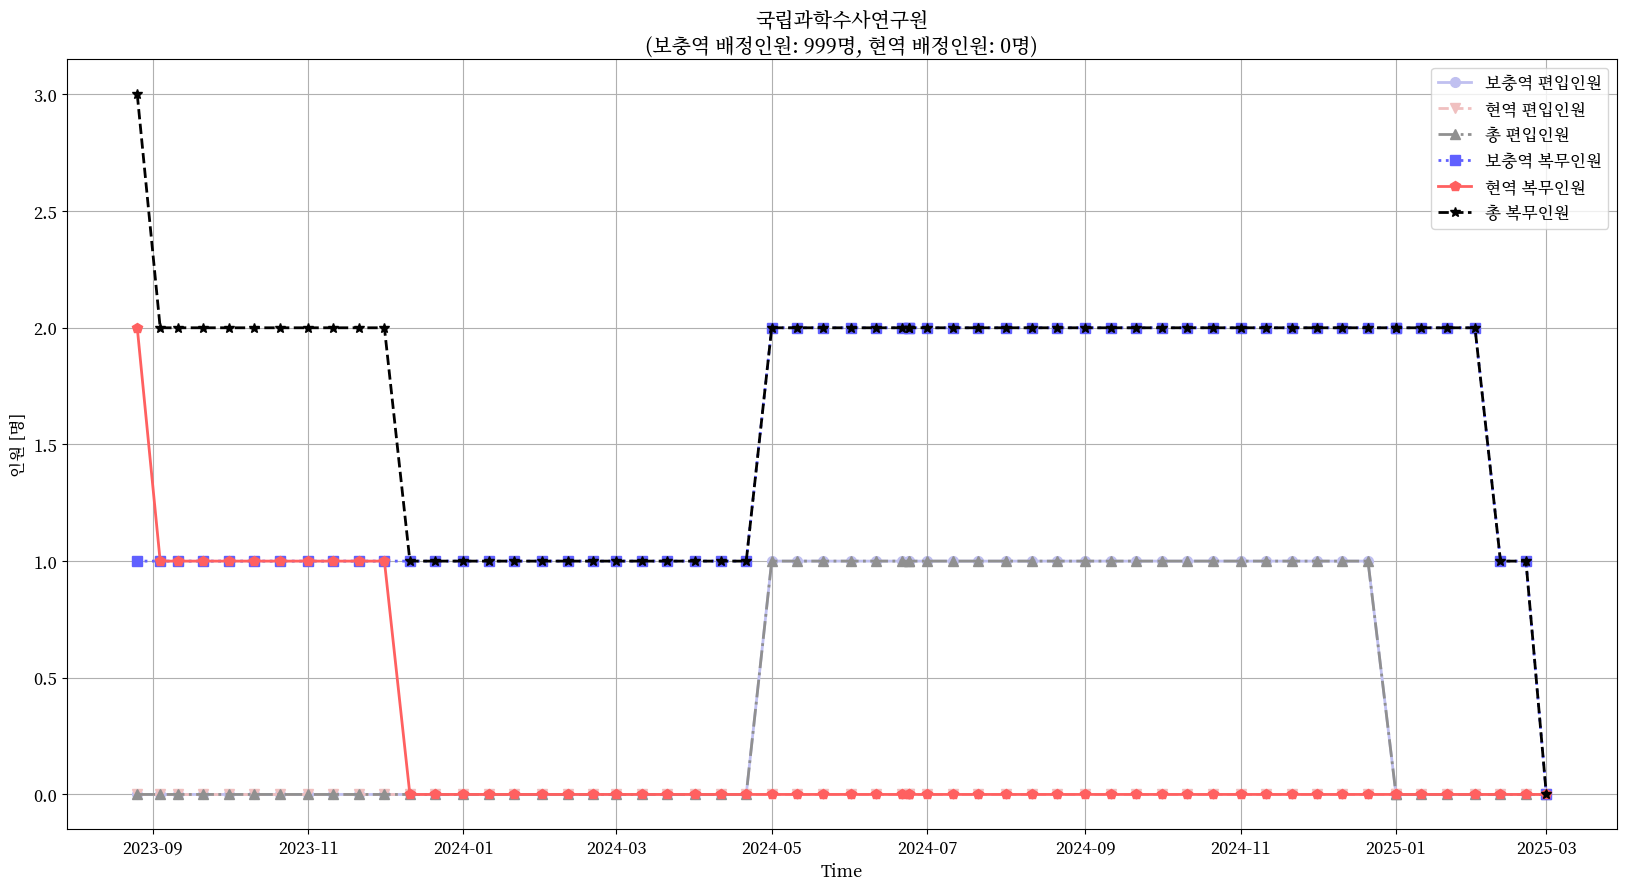 국립과학수사연구원
(보충역 배정인원: 999명, 현역 배정인원: 0명)
보충역 편입인원
현역 편입인원
총 편입인원
보충역 복무인원
현역 복무인원
총 복무인원
3.0
2.5
2.0
1.5
1.0
0.5
0.0
인원 [명]
2023-09 2023-11 2024-01 2024-03 2024-05 2024-07 2024-09 2024-11 2025-01 2025-03
Time